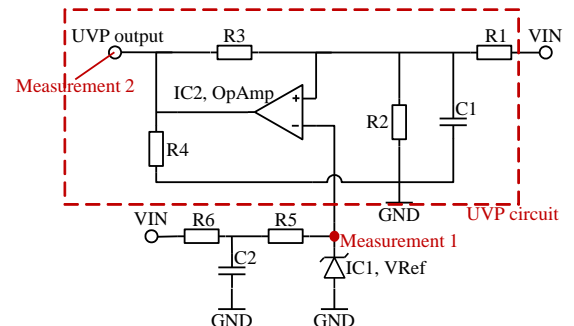 UVP output
R3
R1
VIN
Measurement 2
IC2, OpAmp
+
−
R2
C1
R4
GND
UVP circuit
VIN
R6
R5
Measurement 1
C2
IC1, VRef
GND
GND